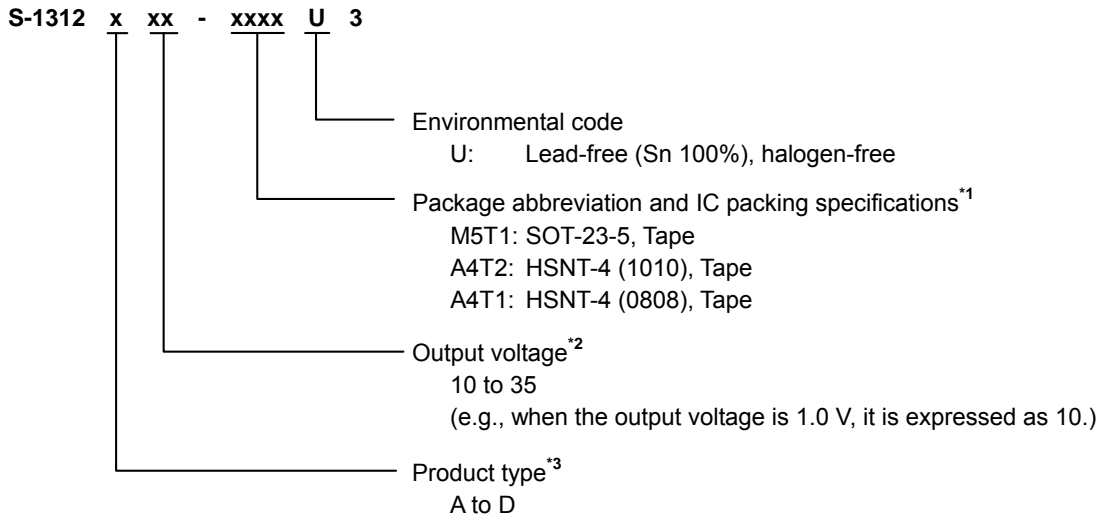 S-1312 x xx - xxxx U 3
Environmental code
U: Lead-free (Sn 100%), halogen-free
Package abbreviation and IC packing specifications*1
M5T1: SOT-23-5, Tape
A4T2: HSNT-4 (1010), Tape
A4T1: HSNT-4 (0808), Tape
Output voltage*2
10 to 35
(e.g., when the output voltage is 1.0 V, it is expressed as 10.)
Product type*3
A to D